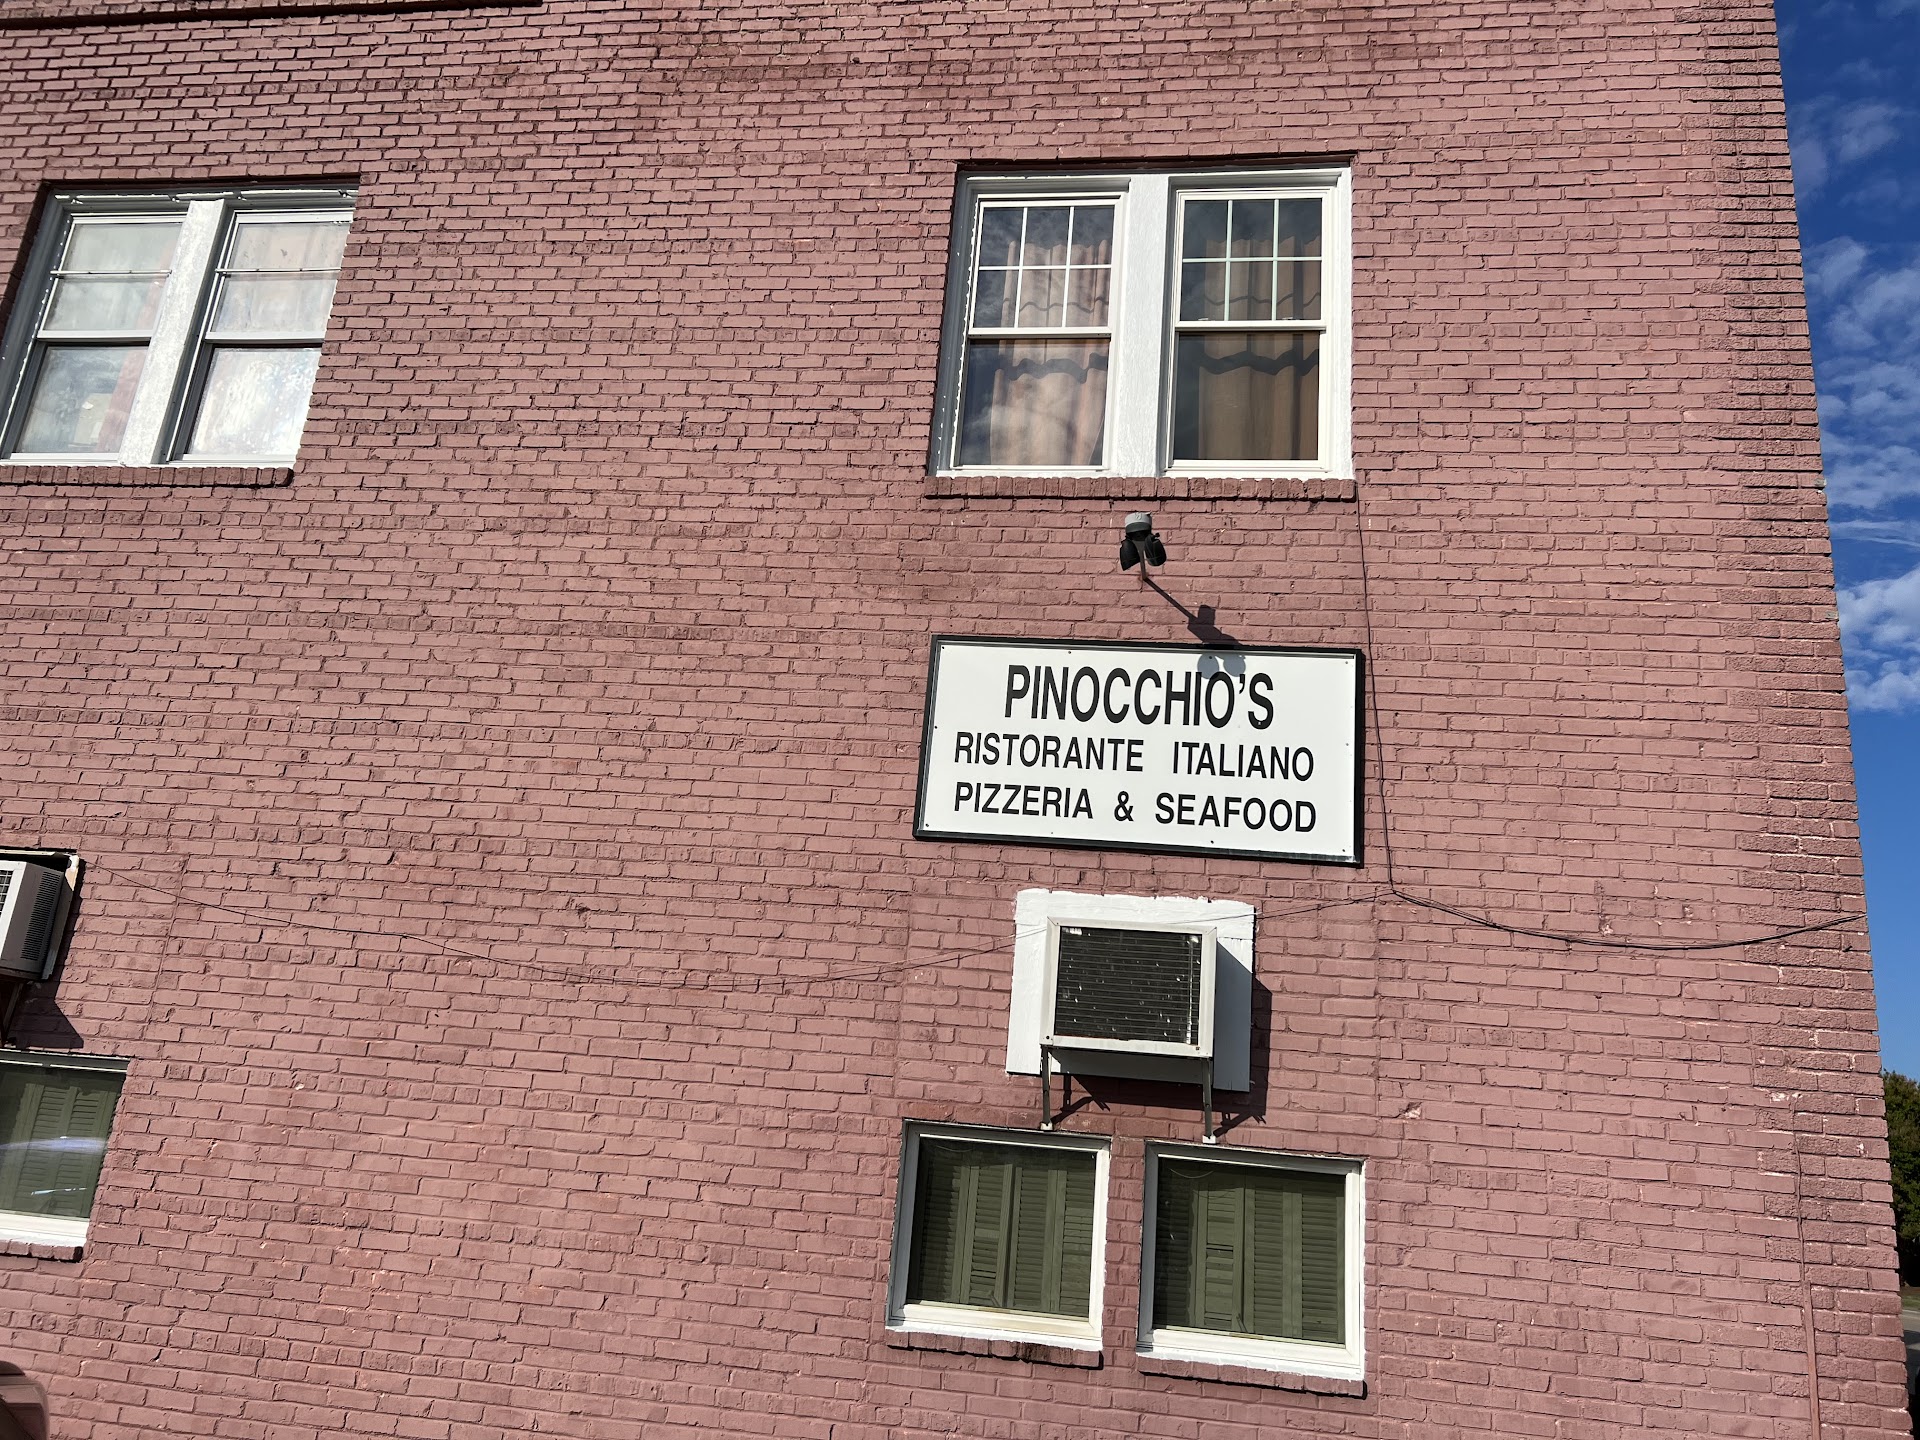 PINOCCHIO'S
RISTORANTE ITALIANO
PIZZERIA & SEAFOOD